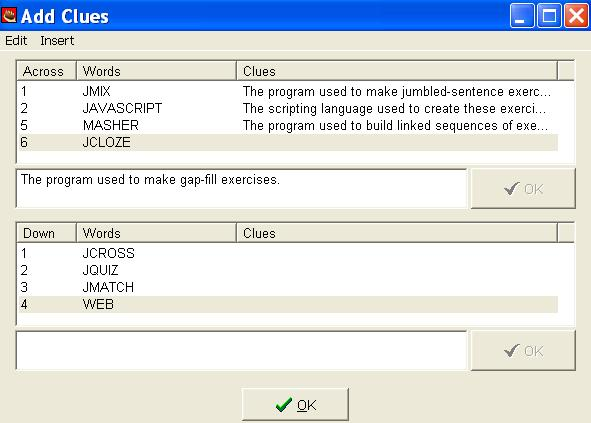 Add Clues
Edit Insert
Across Words Clues
1 JMIX The program used to make jumbled-sentence exerc...
2 JAVASCRIPT The scripting language used to create these exerci...
5 MASHER The program used to build linked sequences of exe...
6 JCLOZE
The program used to make gap-fill exercises.
OK
Down Words Clues
1 JCROSS
2 JQUIZ
3 JMATCH
4 WEB
OK
OK